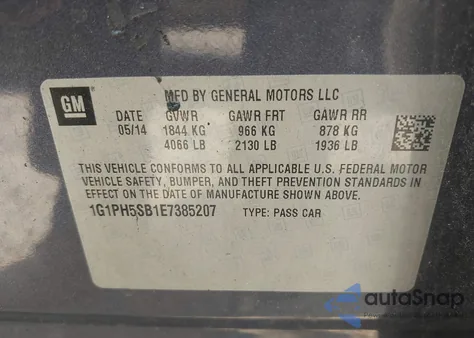 GM
MFD BY GENERAL MOTORS LLC
DATE GVWR GAWR FRT GAWR RR
05/14 1844 KG 966 KG 878 KG
4066 LB 2130 LB 1936 LB
THIS VEHICLE CONFORMS TO ALL APPLICABLE U.S. FEDERAL MOTOR
VEHICLE SAFETY, BUMPER, AND THEFT PREVENTION STANDARDS IN
EFFECT ON THE DATE OF MANUFACTURE SHOWN ABOVE.
1G1PH5SB1E7385207 TYPE: PASS CAR
autoSnap